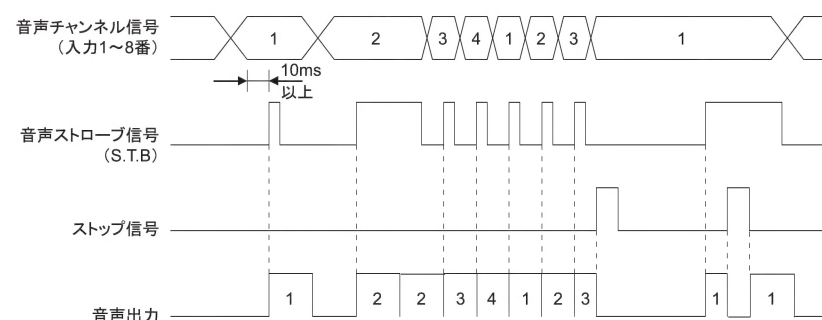 音声チャンネル信号
(入力1～8番)
1 2 3 4 1 2 3 1
10ms
以上
音声ストローブ信号
(S.T.B)
ストップ信号
音声出力
1 2 2 3 4 1 2 3 1 1